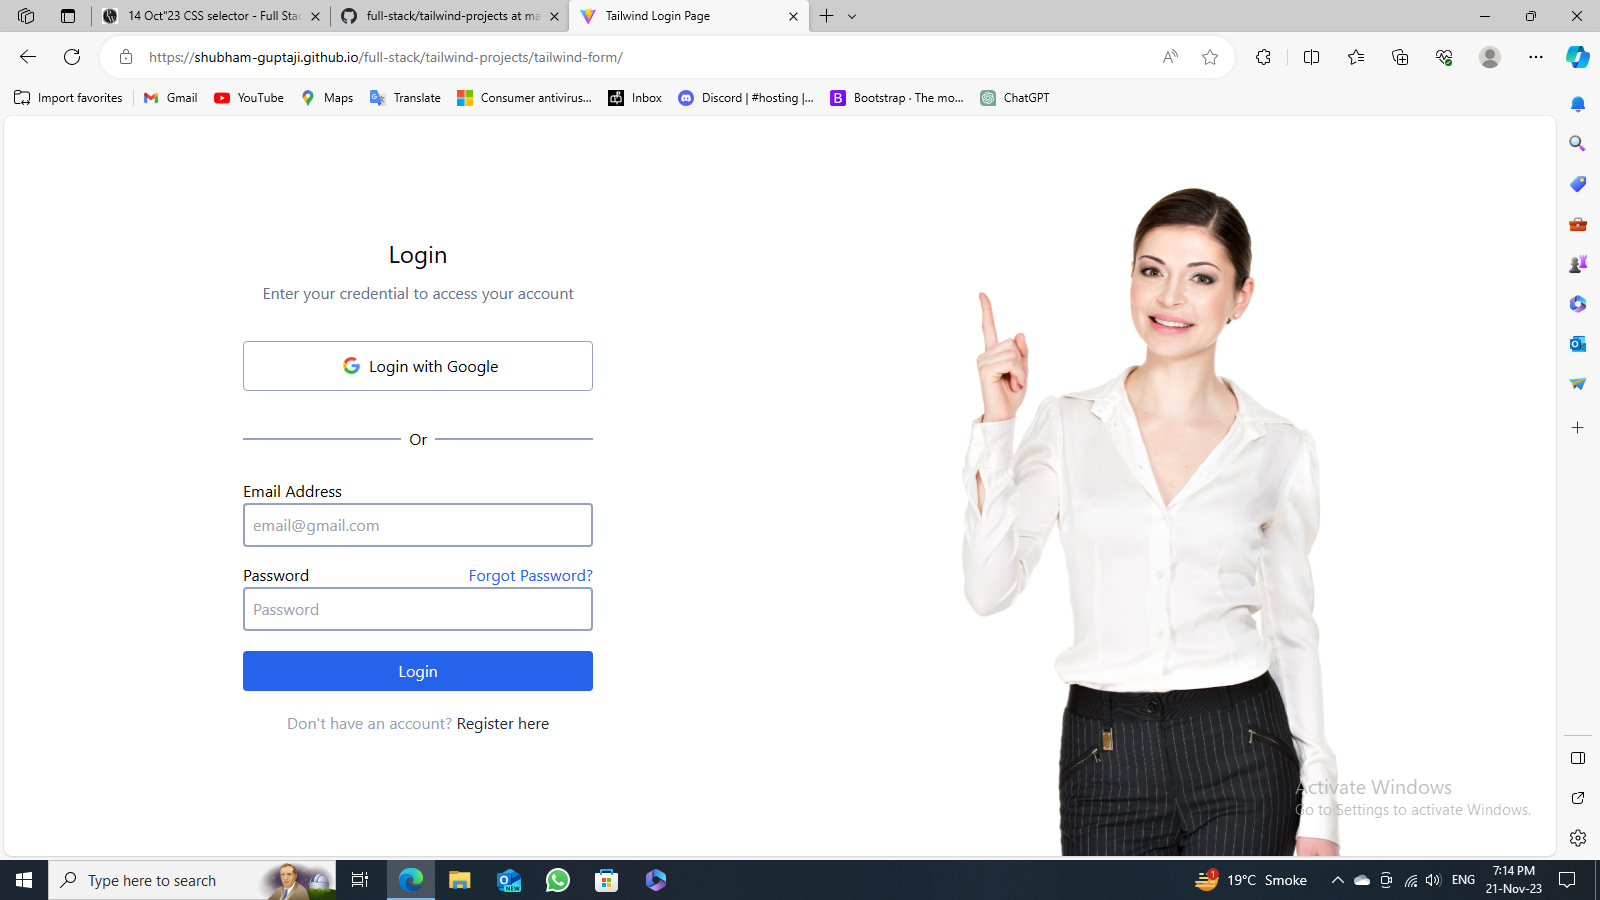 14 Oct"23 CSS selector - Full Stac
full-stack/tailwind-projects at ma
Tailwind Login Page
https://shubham-guptaji.github.io/full-stack/tailwind-projects/tailwind-form/
Import favorites
Gmail
YouTube
Maps
Translate
Consumer antivirus...
Inbox
Discord | #hosting |...
Bootstrap · The mo...
ChatGPT
Login
Enter your credential to access your account
Login with Google
Or
Email Address
email@gmail.com
Password Forgot Password?
Password
Login
Don't have an account? Register here
Activate Windows
Go to Settings to activate Windows.
Type here to search
NEW
1
19°C Smoke
ENG
7:14 PM
21-Nov-23